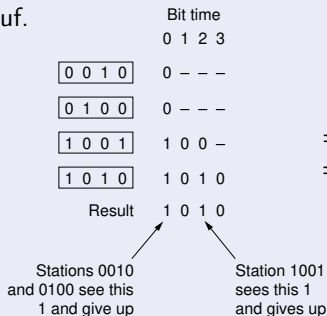 uf.
Bit time
0 1 2 3
0 0 1 0 0 – – –
0 1 0 0 0 – – –
1 0 0 1 1 0 0 –
1 0 1 0 1 0 1 0
Result 1 0 1 0
Stations 0010
and 0100 see this
1 and give up
Station 1001
sees this 1
and gives up